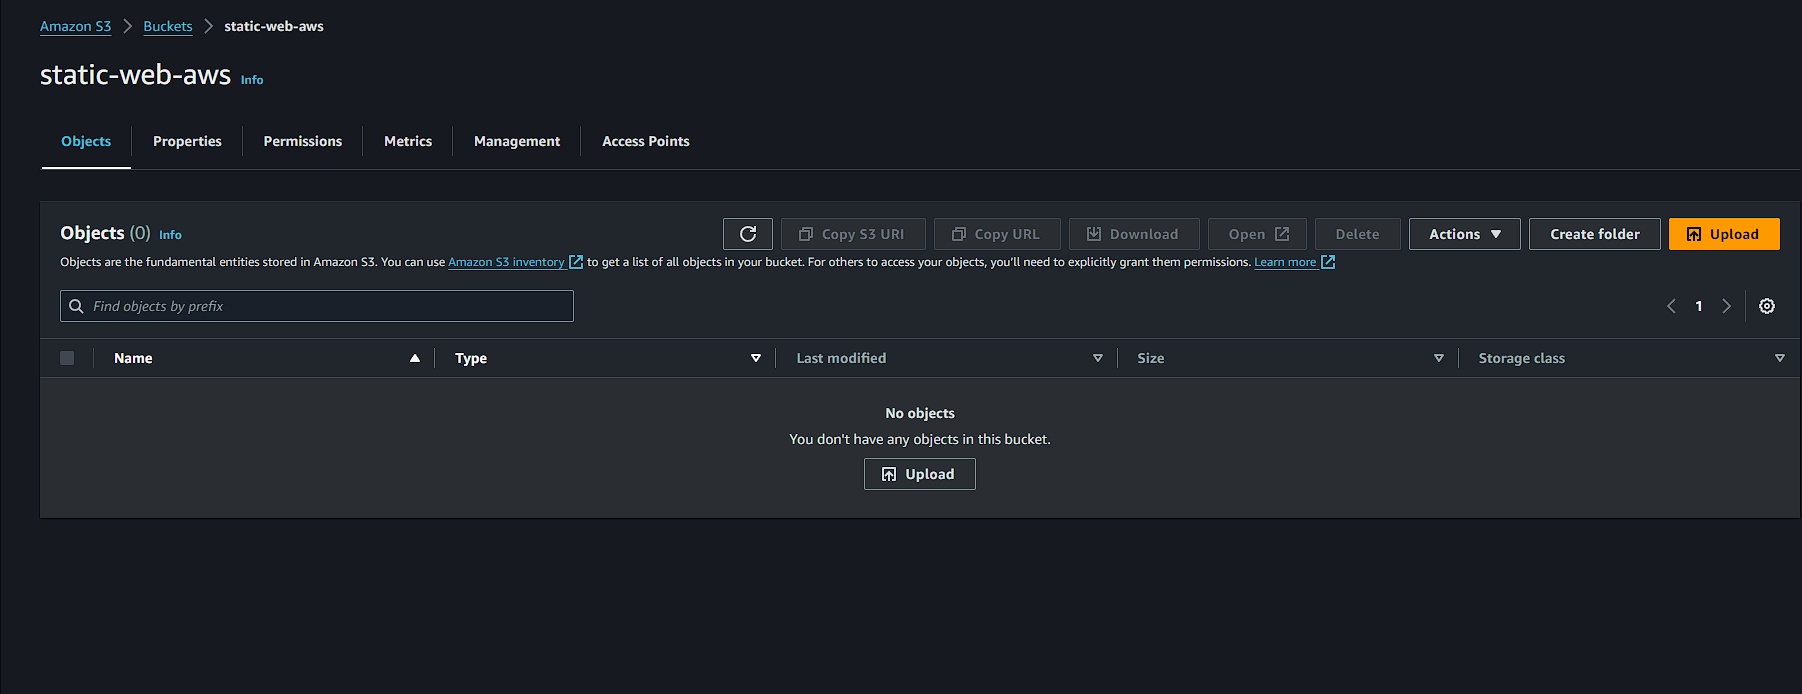 Amazon S3 > Buckets > static-web-aws
static-web-aws Info
Objects Properties Permissions Metrics Management Access Points
Objects (0) Info Copy S3 URI Copy URL Download Open Delete Actions Create folder Upload
Objects are the fundamental entities stored in Amazon S3. You can use Amazon S3 inventory to get a list of all objects in your bucket. For others to access your objects, you'll need to explicitly grant them permissions. Learn more
Find objects by prefix 1
Name Type Last modified Size Storage class
No objects
You don't have any objects in this bucket.
Upload